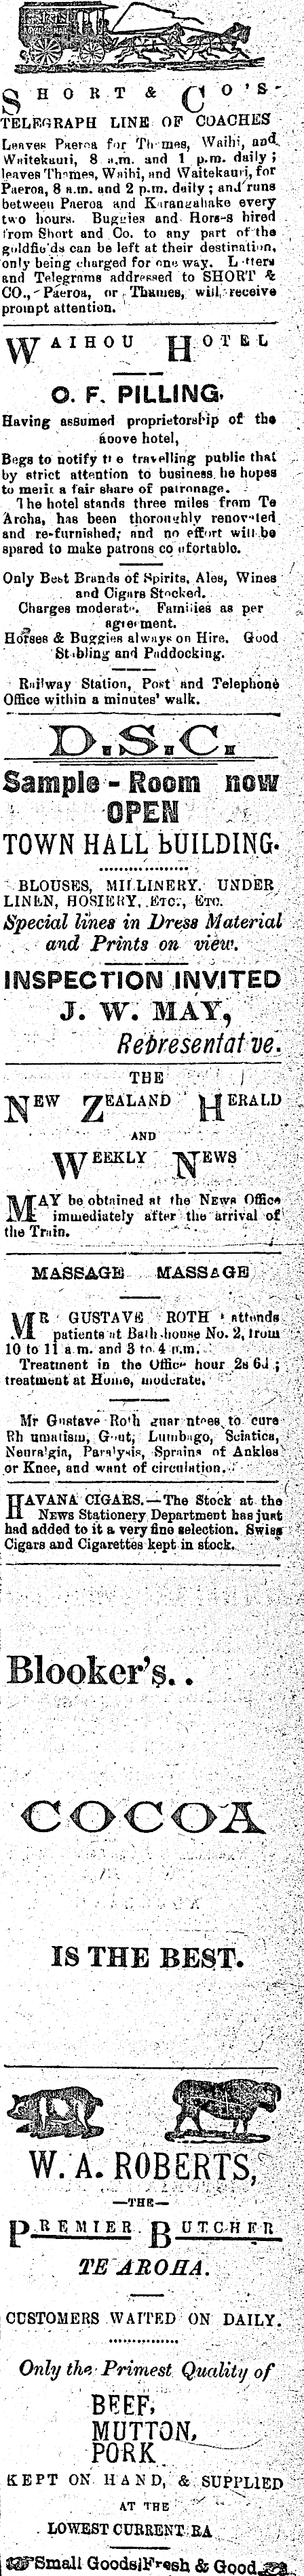 SHORT & CO'S
TELEGRAPH LINE OF COACHES
Leaves Paeroa for Thames, Waihi, and
Waitekauri, 8 a.m. and 1 p.m. daily;
leaves Thames, Waihi, and Waitekauri, for
Paeroa, 8 a.m. and 2 p.m. daily; and runs
between Paeroa and Karangahake every
two hours. Buggies and Horses hired
from Short and Co. to any part of the
goldfields can be left at their destination,
only being charged for one way. Letters
and Telegrams addressed to SHORT &
CO., Paeroa, or Thames, will receive
prompt attention.
WAIHOU HOTEL
O. F. PILLING,
Having assumed proprietorship of the
above hotel,
Begs to notify the travelling public that
by strict attention to business he hopes
to merit a fair share of patronage.
The hotel stands three miles from Te
Aroha, has been thoroughly renovated
and re-furnished; and no effort will be
spared to make patrons comfortable.
Only Best Brands of Spirits, Ales, Wines
and Cigars Stocked.
Charges moderate. Families as per
agreement.
Horses & Buggies always on Hire. Good
Stabling and Paddocking.
Railway Station, Post and Telephone
Office within a minutes' walk.
D.S.C.
Sample-Room now
OPEN
TOWN HALL BUILDING.
BLOUSES, MILLINERY. UNDER
LINEN, HOSIERY, ETC., ETC.
Special lines in Dress Material
and Prints on view.
INSPECTION INVITED
J. W. MAY,
Representative.
THE
NEW ZEALAND HERALD
AND
WEEKLY NEWS
MAY be obtained at the NEWS Office
immediately after the arrival of
the Train.
MASSAGE MASSAGE
MR GUSTAVE ROTH attends
patients at Bath-house No. 2, from
10 to 11 a.m. and 3 to 4 p.m.
Treatment in the Office hour 2s 6d;
treatment at Home, moderate.
Mr Gustave Roth guarantees to cure
Rheumatism, Gout, Lumbago, Sciatica,
Neuralgia, Paralysis, Sprains of Ankles
or Knee, and want of circulation.
HAVANA CIGARS.—The Stock at the
NEWS Stationery Department has just
had added to it a very fine selection. Swiss
Cigars and Cigarettes kept in stock.
Blooker's..
COCOA
IS THE BEST.
W. A. ROBERTS,
—THE—
PREMIER BUTCHER
TE AROHA.
CUSTOMERS WAITED ON DAILY.
Only the Primest Quality of
BEEF,
MUTTON,
PORK
KEPT ON HAND, & SUPPLIED
AT THE
LOWEST CURRENT RA
Small Goods Fresh & Good